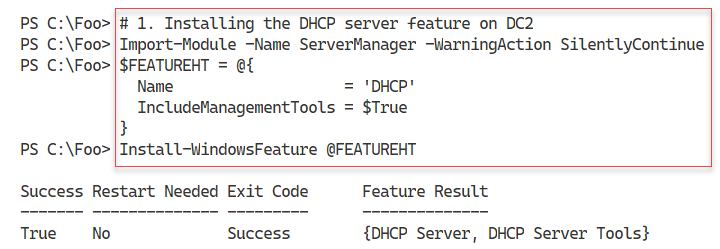 PS C:\Foo> # 1. Installing the DHCP server feature on DC2
PS C:\Foo> Import-Module -Name ServerManager -WarningAction SilentlyContinue
PS C:\Foo> $FEATUREHT = @{
  Name                   = 'DHCP'
  IncludeManagementTools = $True
}
PS C:\Foo> Install-WindowsFeature @FEATUREHT
Success Restart Needed Exit Code      Feature Result
------- -------------- ---------      --------------
True    No             Success        {DHCP Server, DHCP Server Tools}